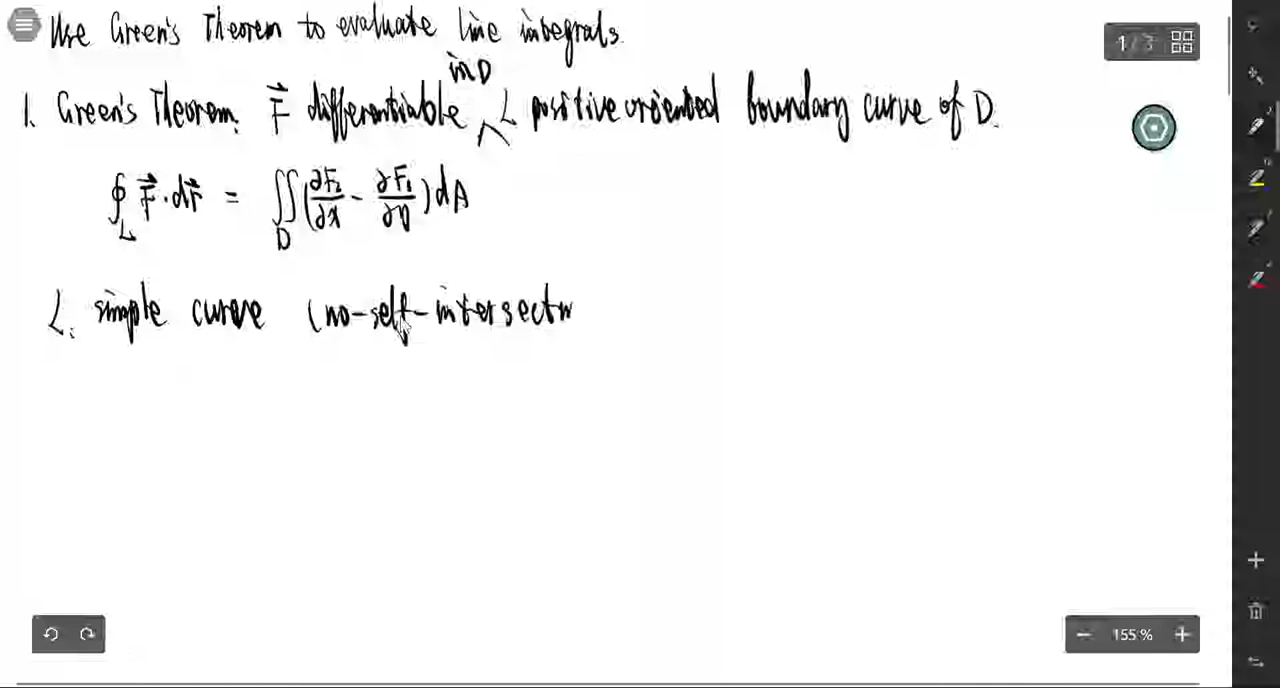 Use Green's Theorem to evaluate line integrals
1 / 3
in D
1. Green's Theorem. F⃗ differentiable ∧ L positive oriented boundary curve of D.
∮_L F⃗ · dr⃗ = ∬_D (∂F₂/∂x − ∂F₁/∂y) dA
L: simple curve (no-self-intersectn
155 %